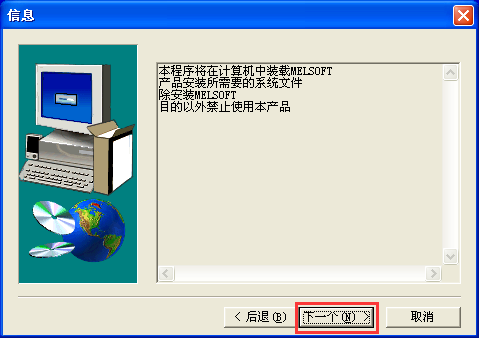 信息
本程序将在计算机中装载MELSOFT
产品安装所需要的系统文件
除安装MELSOFT
目的以外禁止使用本产品
< 后退(B)
下一个(N) >
取消